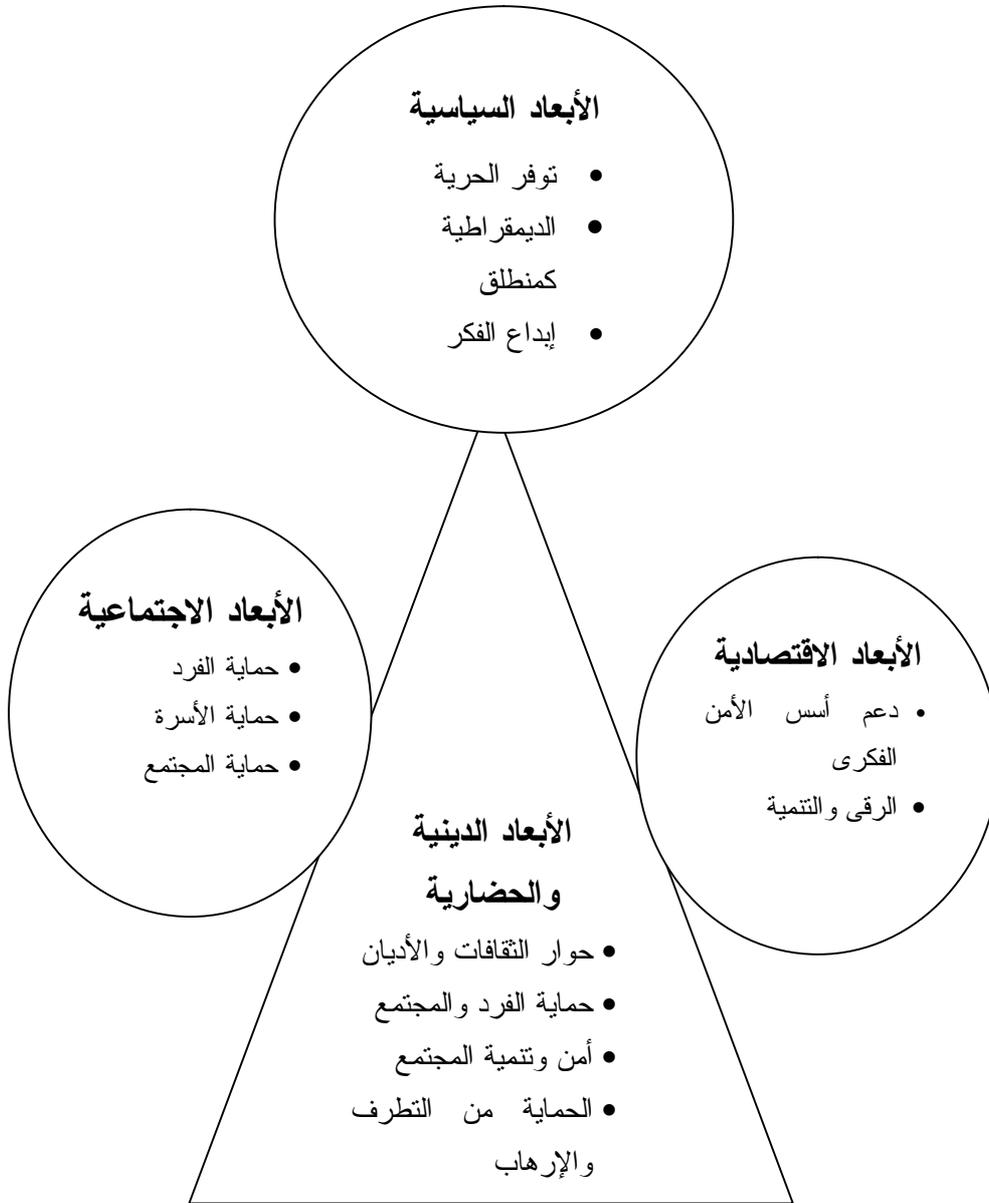 الأبعاد السياسية
• توفر الحرية
• الديمقراطية
كمنطلق
• إبداع الفكر
الأبعاد الاجتماعية
• حماية الفرد
• حماية الأسرة
• حماية المجتمع
الأبعاد الاقتصادية
• دعم أسس الأمن
الفكرى
• الرقى والتنمية
الأبعاد الدينية
والحضارية
• حوار الثقافات والأديان
• حماية الفرد والمجتمع
• أمن وتنمية المجتمع
• الحماية من التطرف
والإرهاب